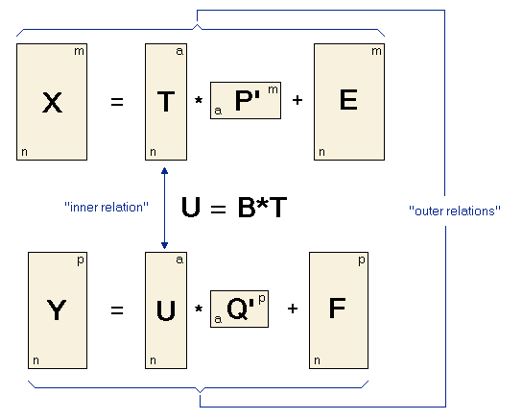 m a m m
X = T * P' + E
n n a n
"inner relation" U = B*T "outer relations"
p a p p
Y = U * Q' + F
n n a n